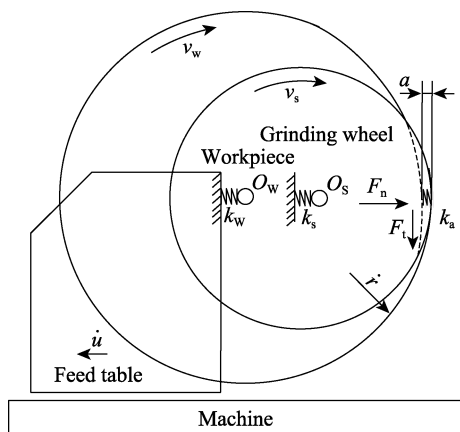 v_w
v_s
a
Grinding wheel
Workpiece
O_W
O_S
F_n
k_W
k_s
F_t
k_a
ṙ
u̇
Feed table
Machine